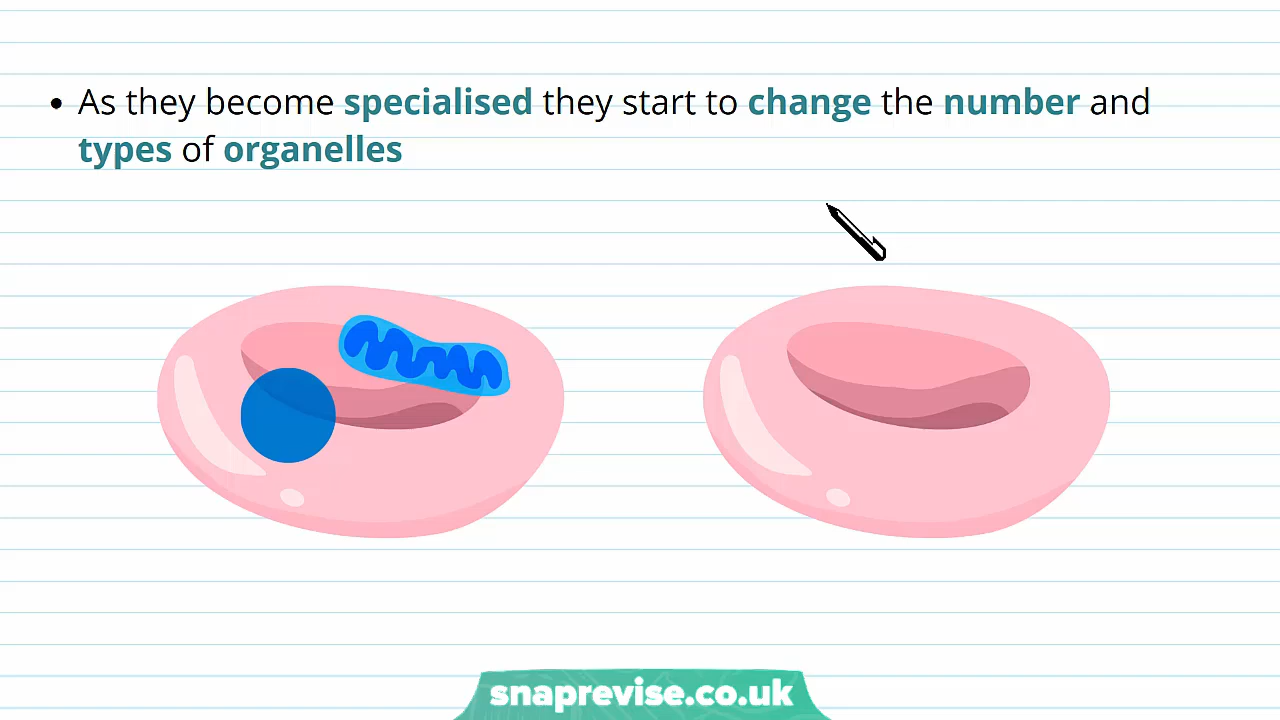 • As they become specialised they start to change the number and
types of organelles
snaprevise.co.uk